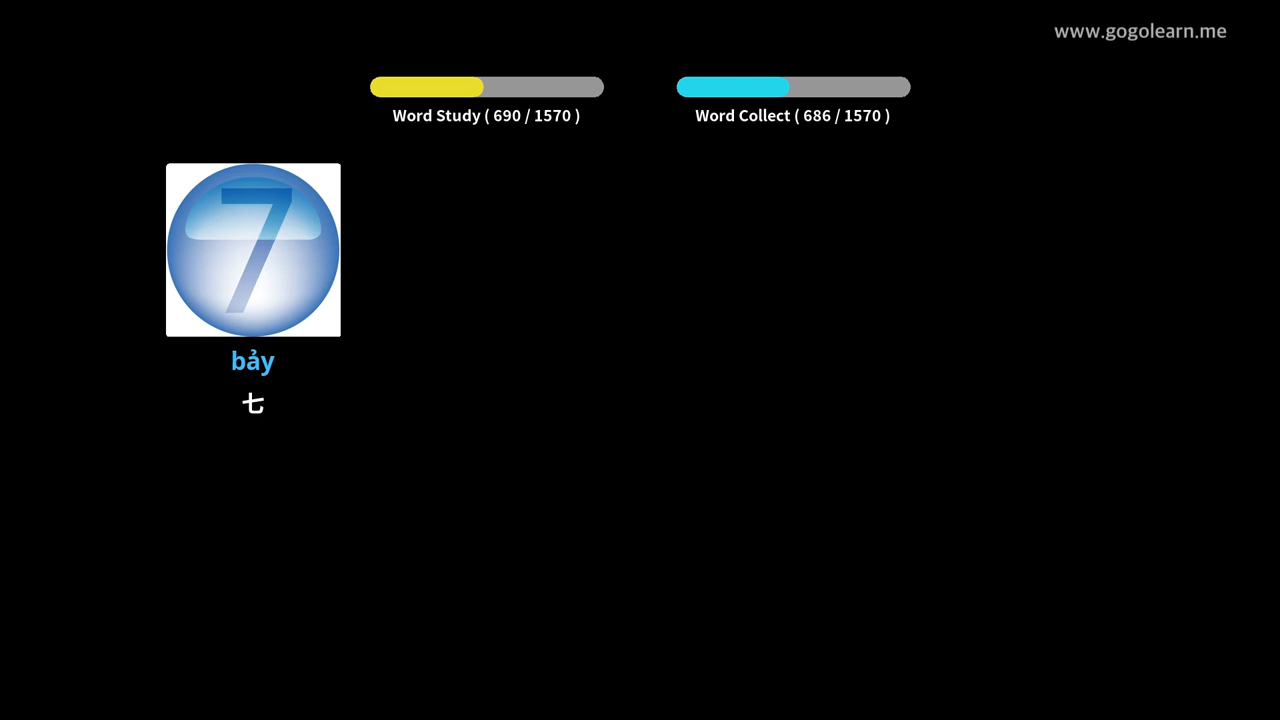 www.gogolearn.me
Word Study ( 690 / 1570 )
Word Collect ( 686 / 1570 )
7
bảy
七